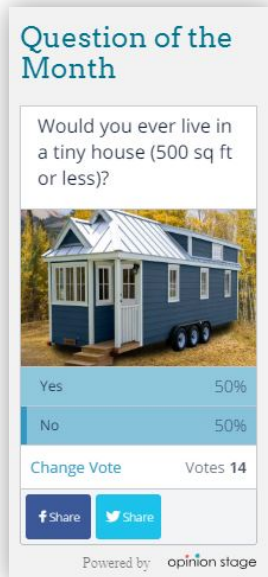 Question of the
Month
Would you ever live in
a tiny house (500 sq ft
or less)?
Yes 50%
No 50%
Change Vote Votes 14
Share Share
Powered by opinion stage